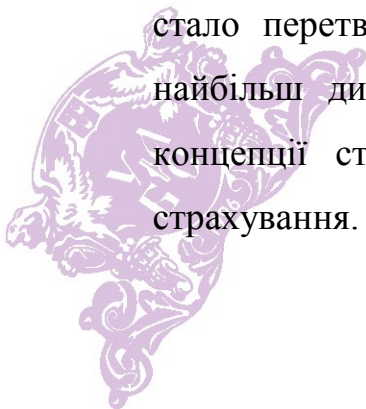 стало перетв
найбільш ди
концепції ст
страхування.